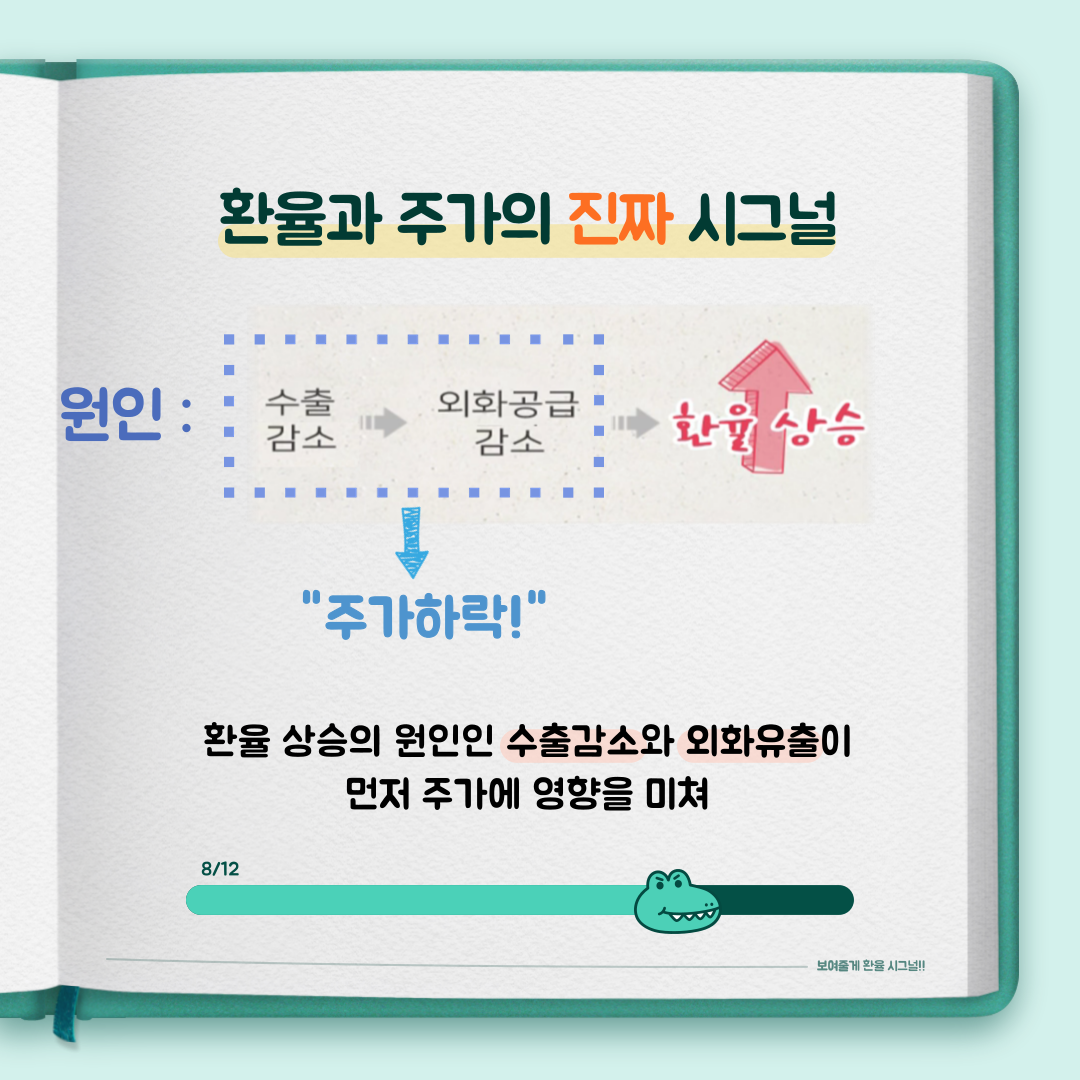 환율과 주가의 진짜 시그널
원인 :
수출
감소
외화공급
감소
환율 상승
"주가하락!"
환율 상승의 원인인 수출감소와 외화유출이
먼저 주가에 영향을 미쳐
8/12
보여줄게 환율 시그널!!